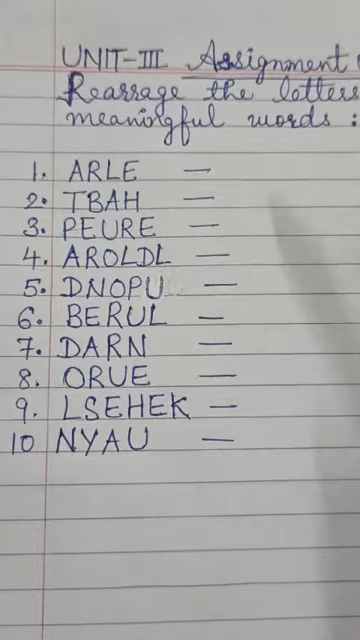 UNIT-III Assignment
Rearrage the letters
meaningful words :
1. ARLE —
2. TBAH —
3. PEURE —
4. AROLDL —
5. DNOPU —
6. BERUL —
7. DARN —
8. ORUE —
9. LSEHEK —
10 NYAU —